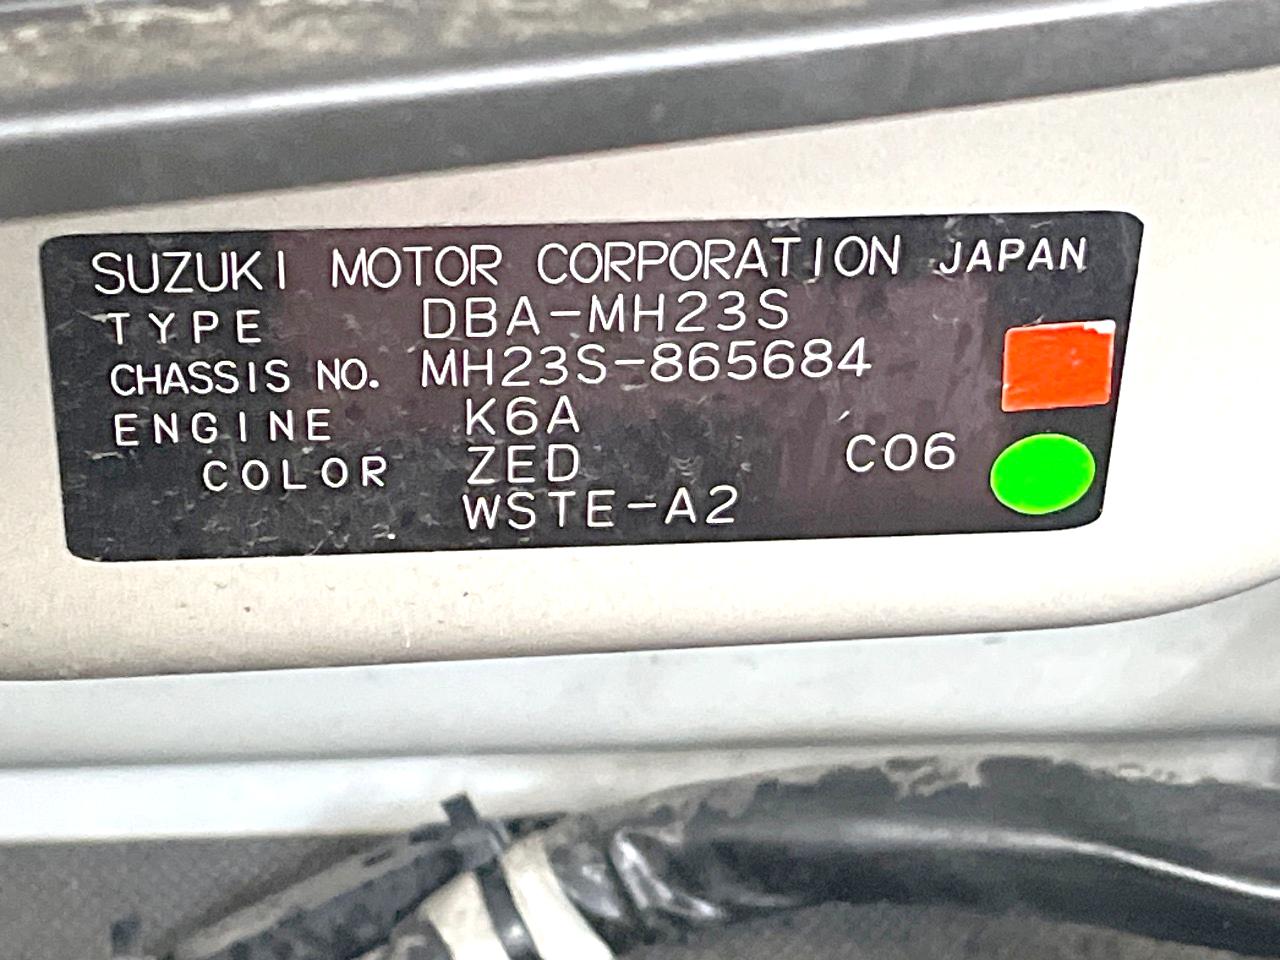 SUZUKI MOTOR CORPORATION JAPAN
TYPE DBA-MH23S
CHASSIS NO. MH23S-865684
ENGINE K6A
COLOR ZED C06
WSTE-A2